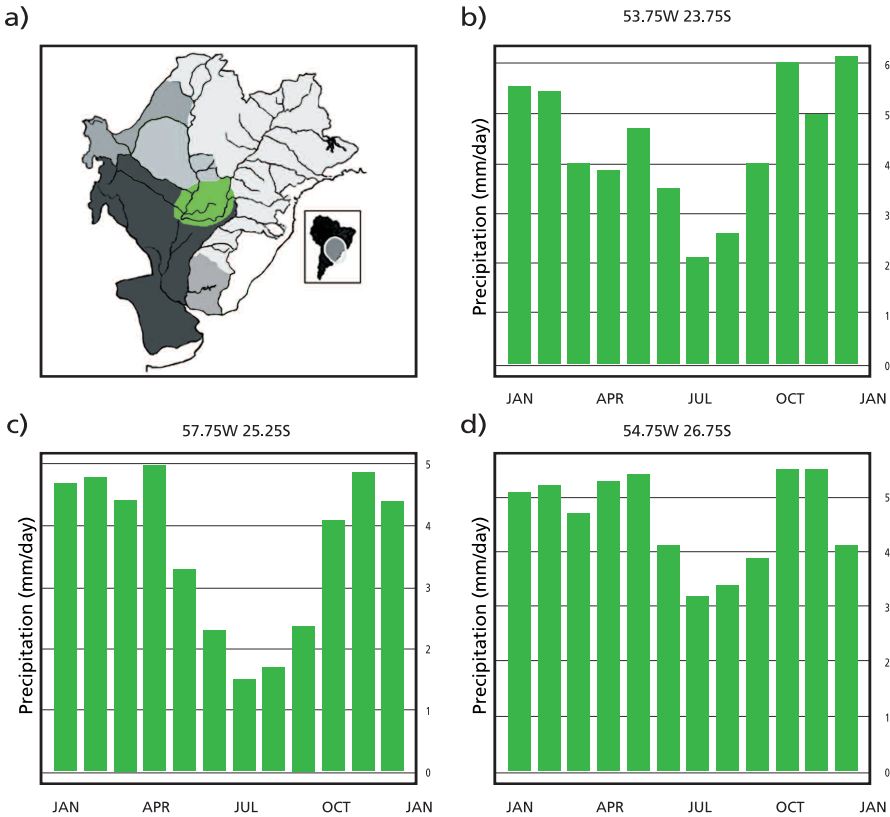 a)
b)
53.75W 23.75S
Precipitation (mm/day)
6
5
4
3
2
1
0
JAN APR JUL OCT JAN
c)
57.75W 25.25S
Precipitation (mm/day)
5
4
3
2
1
0
JAN APR JUL OCT JAN
d)
54.75W 26.75S
Precipitation (mm/day)
5
4
3
2
1
0
JAN APR JUL OCT JAN